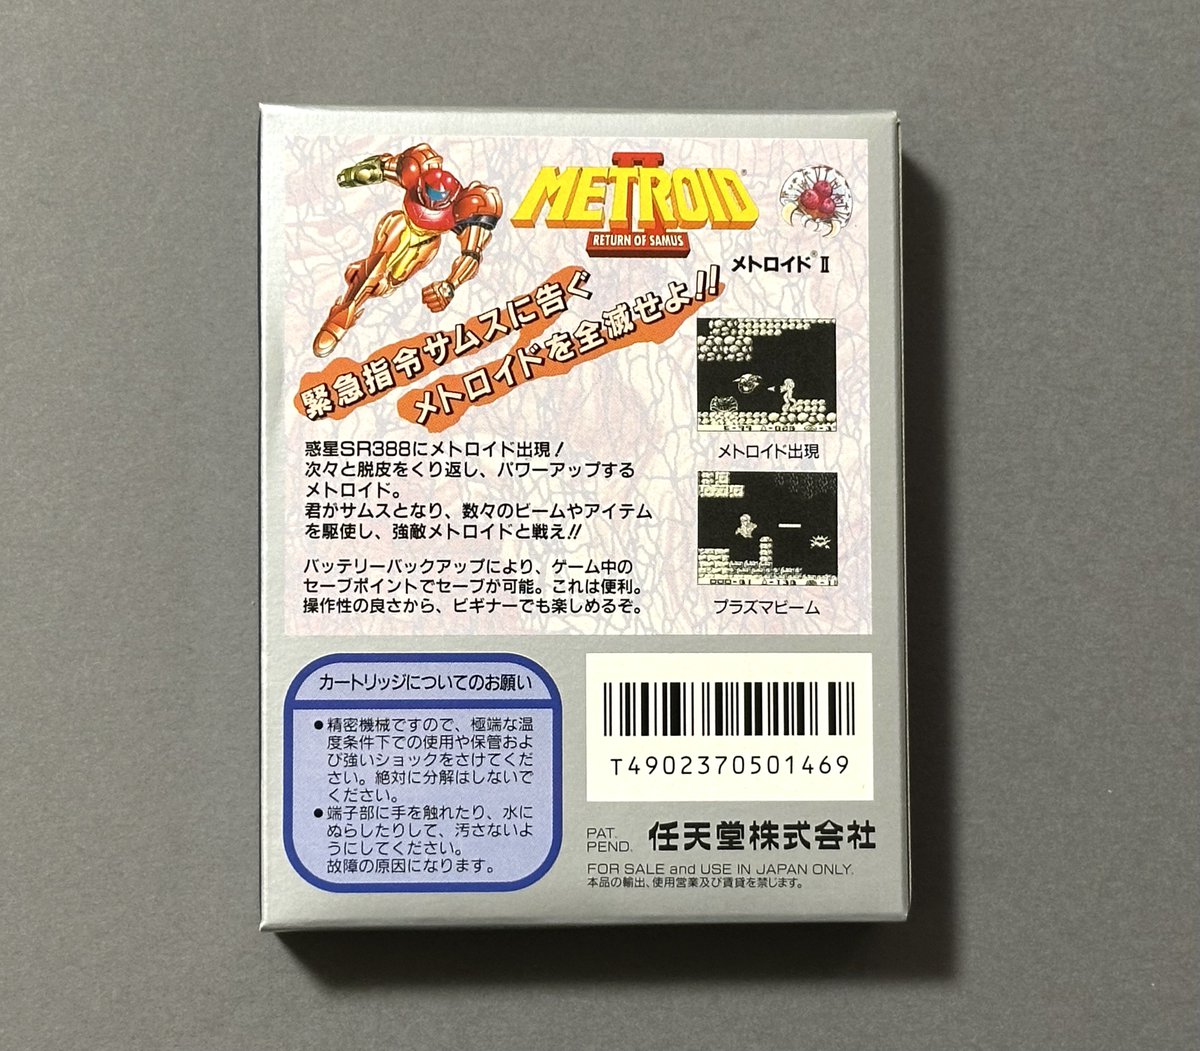 METROID®
II
RETURN OF SAMUS
メトロイド®II
緊急指令サムスに告ぐ
メトロイドを全滅せよ!!
惑星SR388にメトロイド出現!
次々と脱皮をくり返し、パワーアップする
メトロイド。
君がサムスとなり、数々のビームやアイテム
を駆使し、強敵メトロイドと戦え!!
バッテリーバックアップにより、ゲーム中の
セーブポイントでセーブが可能。これは便利。
操作性の良さから、ビギナーでも楽しめるぞ。
メトロイド出現
プラズマビーム
カートリッジについてのお願い
●精密機械ですので、極端な温
度条件下での使用や保管およ
び強いショックをさけてくだ
さい。絶対に分解はしないで
ください。
●端子部に手を触れたり、水に
ぬらしたりして、汚さないよ
うにしてください。
故障の原因になります。
T4902370501469
PAT.
PEND.
任天堂株式会社
FOR SALE and USE IN JAPAN ONLY.
本品の輸出、使用営業及び賃貸を禁じます。